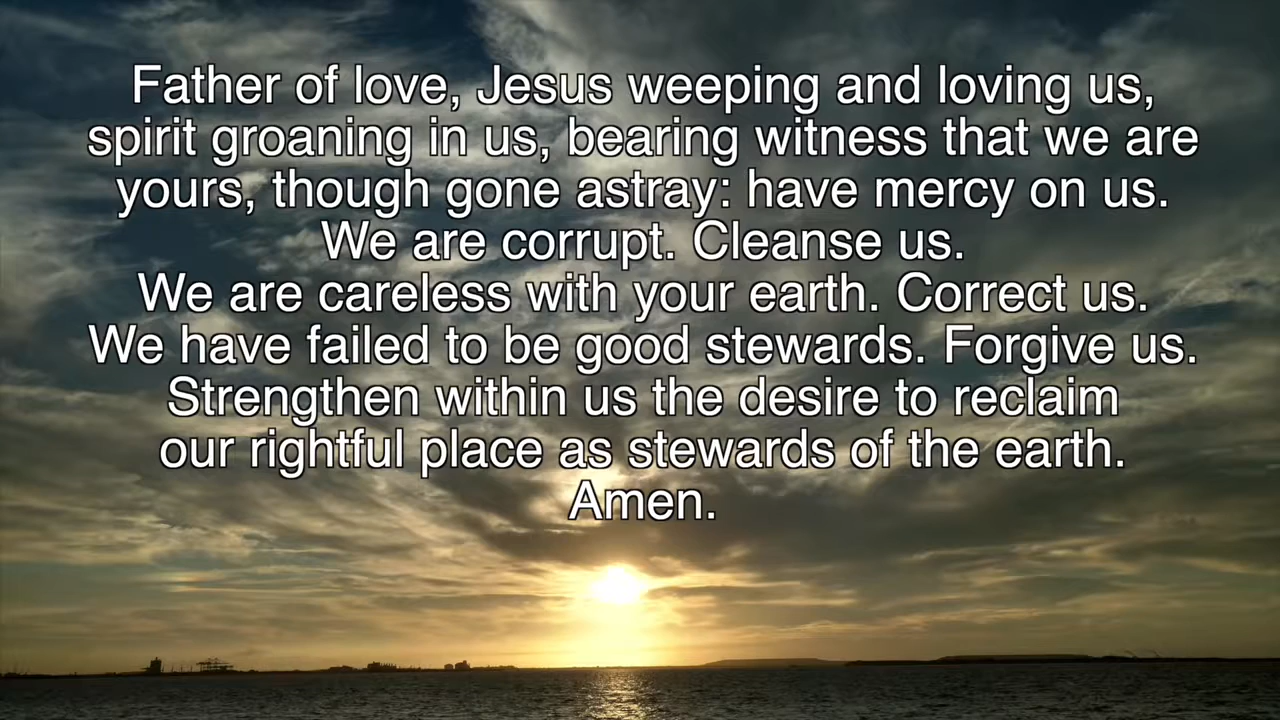 Father of love, Jesus weeping and loving us,
spirit groaning in us, bearing witness that we are
yours, though gone astray: have mercy on us.
We are corrupt. Cleanse us.
We are careless with your earth. Correct us.
We have failed to be good stewards. Forgive us.
Strengthen within us the desire to reclaim
our rightful place as stewards of the earth.
Amen.